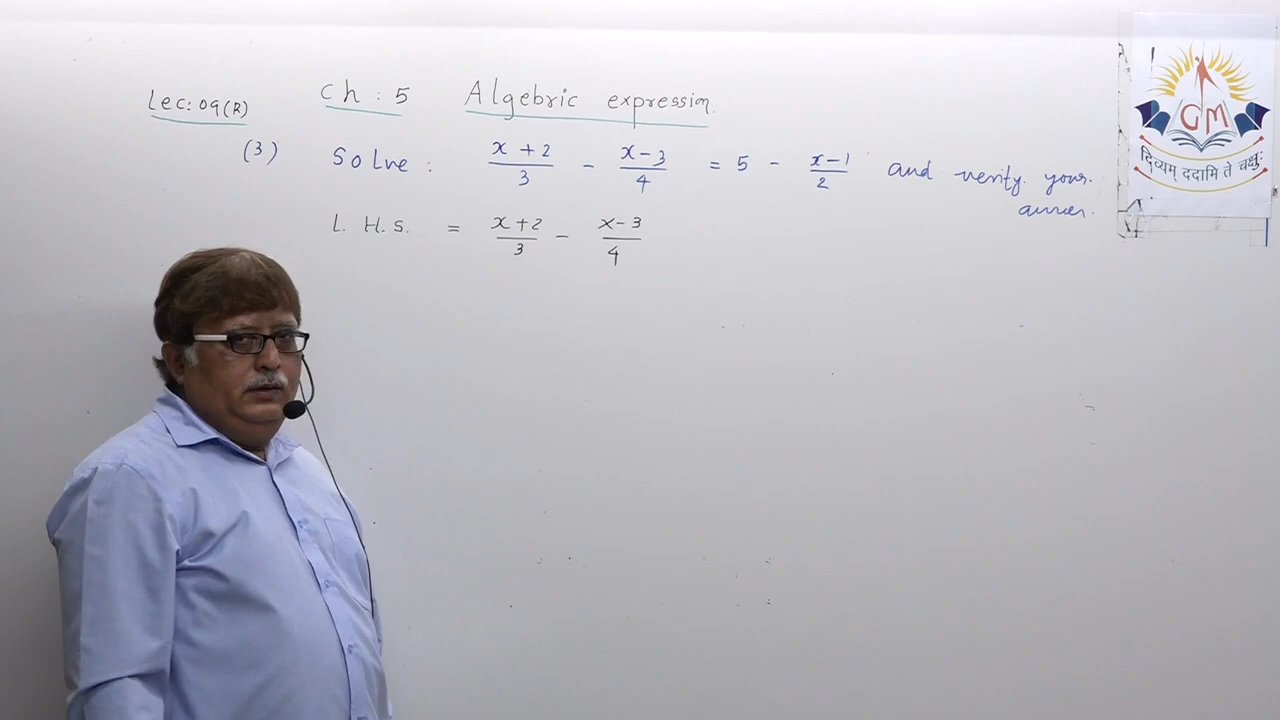 Lec: 09(R) Ch : 5 Algebric expression.
(3) Solve : x+2/3 - x-3/4 = 5 - x-1/2 and verify your.
L. H. S. = x+2/3 - x-3/4
GM
दिव्यम् ददामि ते चक्षुः